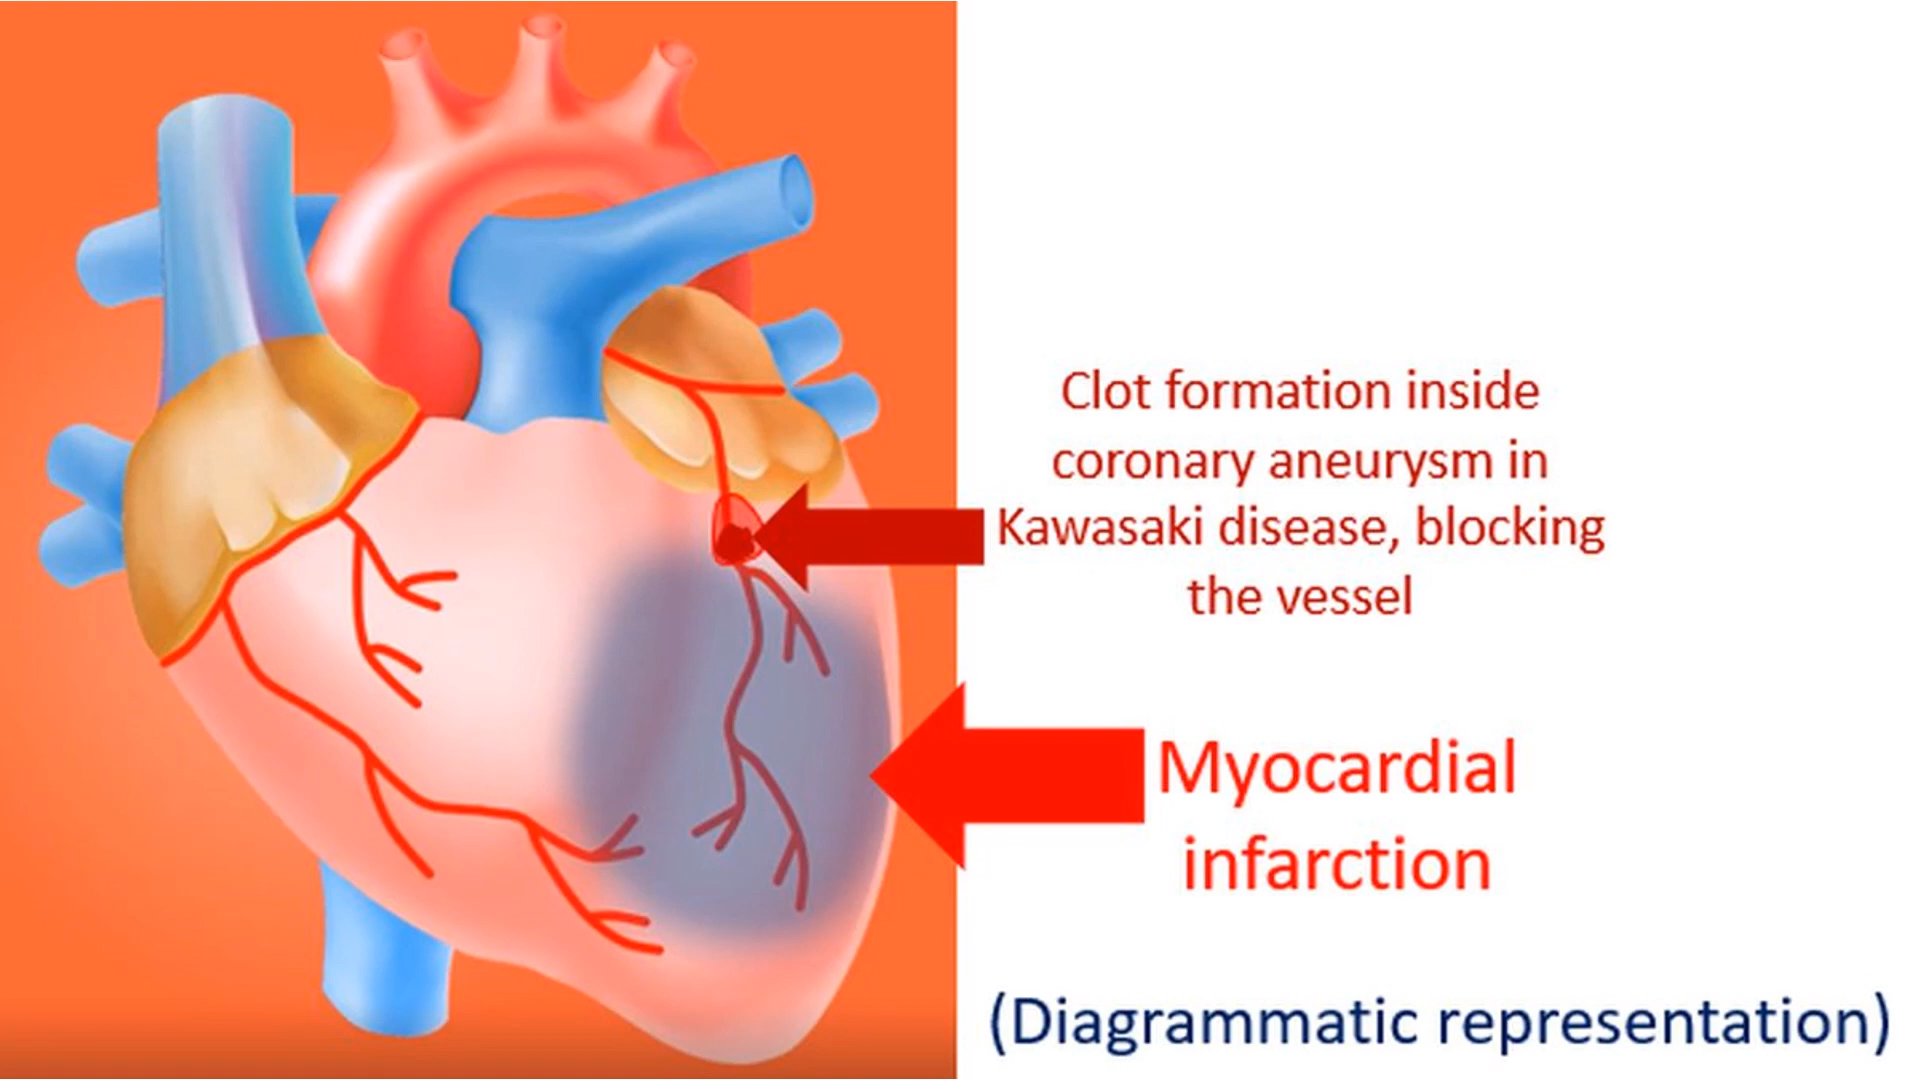 Clot formation inside
coronary aneurysm in
Kawasaki disease, blocking
the vessel
Myocardial
infarction
(Diagrammatic representation)